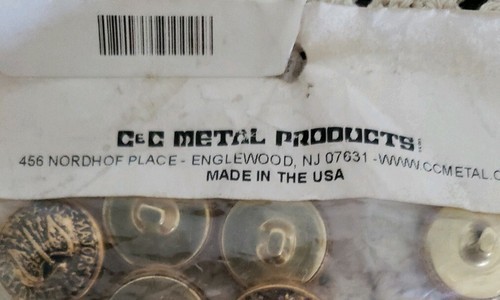 C&C METAL PRODUCTS
456 NORDHOF PLACE - ENGLEWOOD, NJ 07631 -WWW.CCMETAL.C
MADE IN THE USA